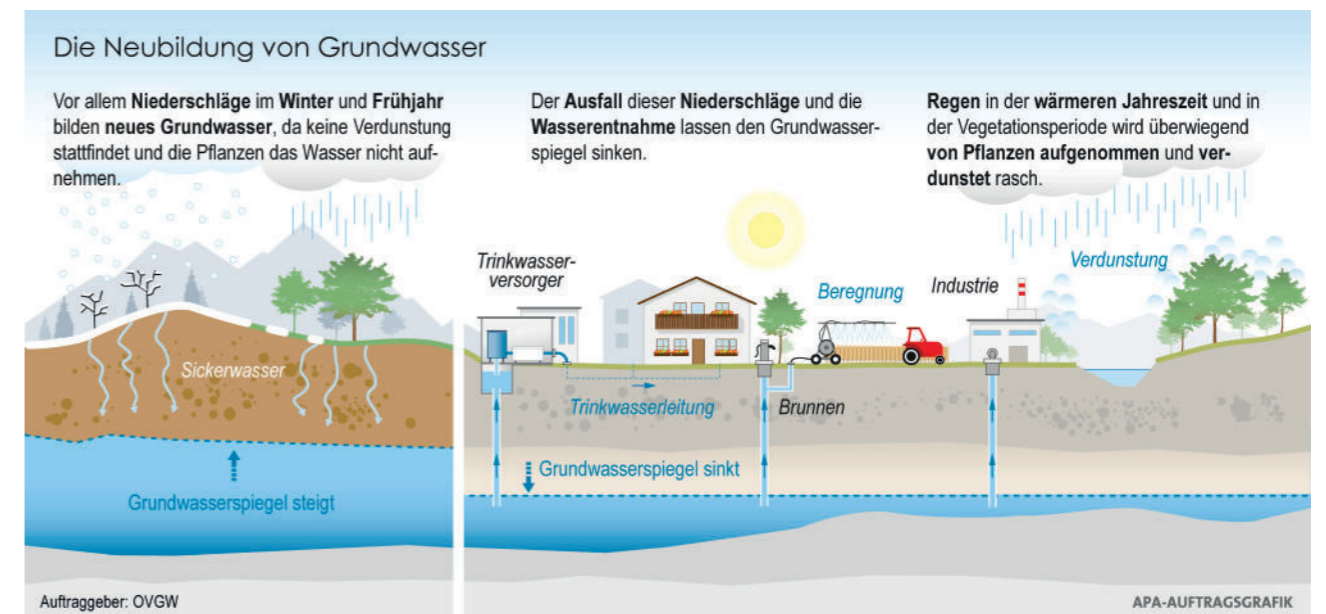 Die Neubildung von Grundwasser
Vor allem Niederschläge im Winter und Frühjahr
bilden neues Grundwasser, da keine Verdunstung
stattfindet und die Pflanzen das Wasser nicht auf-
nehmen.
Der Ausfall dieser Niederschläge und die
Wasserentnahme lassen den Grundwasser-
spiegel sinken.
Regen in der wärmeren Jahreszeit und in
der Vegetationsperiode wird überwiegend
von Pflanzen aufgenommen und ver-
dunstet rasch.
Trinkwasser-
versorger
Beregnung
Industrie
Verdunstung
Sickerwasser
Trinkwasserleitung
Brunnen
Grundwasserspiegel steigt
Grundwasserspiegel sinkt
Auftraggeber: OVGW
APA-AUFTRAGSGRAFIK